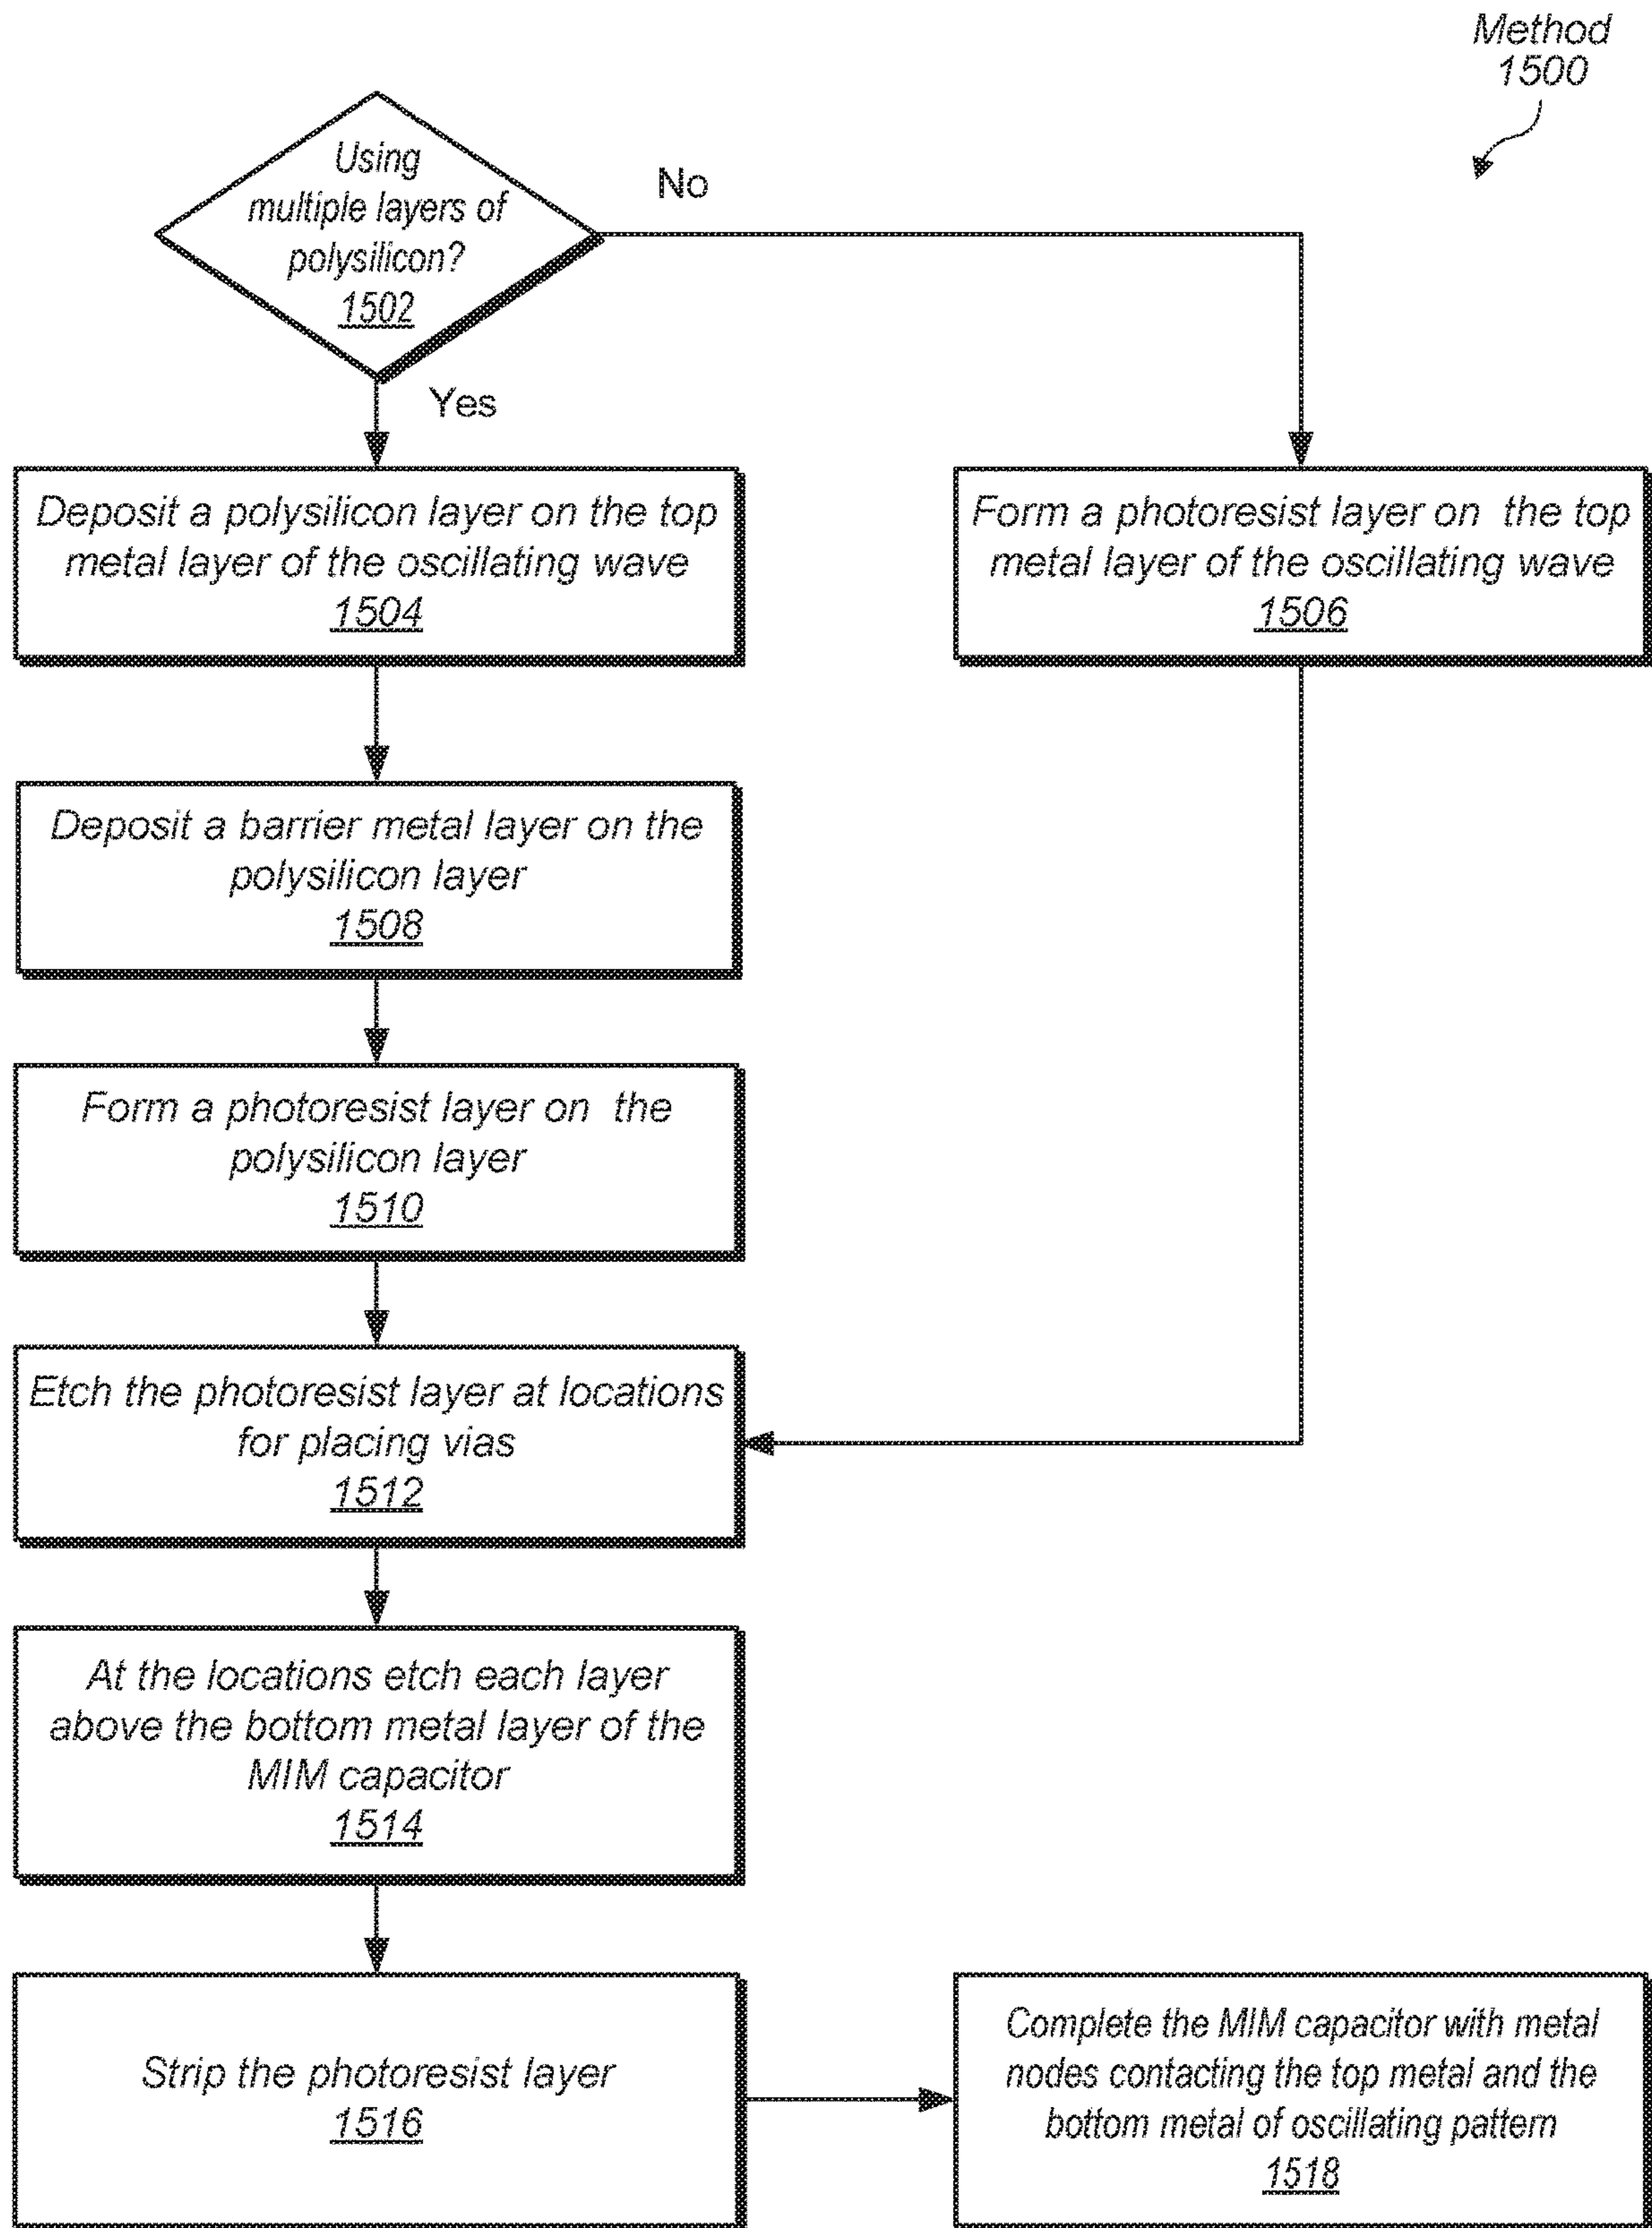 Method
1500
Using
multiple layers of
polysilicon?
1502
No
Yes
Deposit a polysilicon layer on the top
metal layer of the oscillating wave
1504
Form a photoresist layer on the top
metal layer of the oscillating wave
1506
Deposit a barrier metal layer on the
polysilicon layer
1508
Form a photoresist layer on the
polysilicon layer
1510
Etch the photoresist layer at locations
for placing vias
1512
At the locations etch each layer
above the bottom metal layer of the
MIM capacitor
1514
Strip the photoresist layer
1516
Complete the MIM capacitor with metal
nodes contacting the top metal and the
bottom metal of oscillating pattern
1518